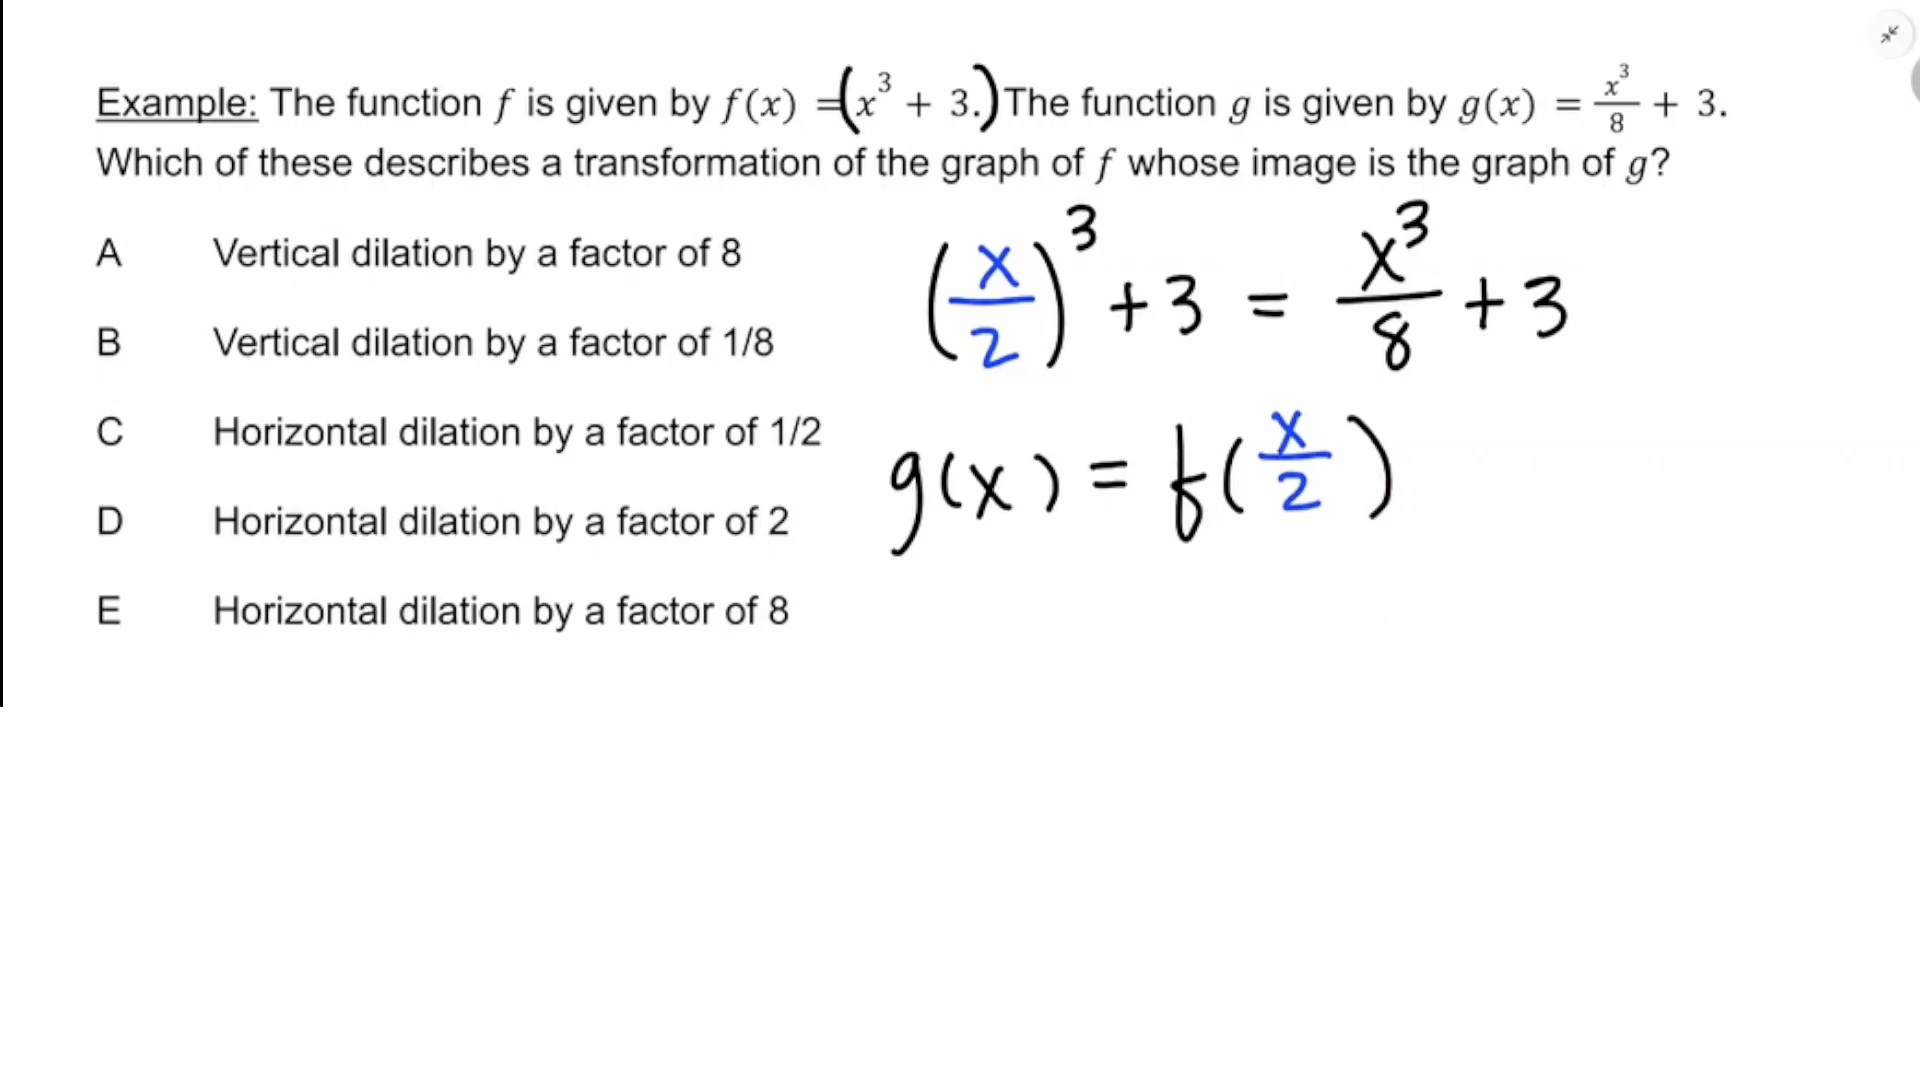 Example: The function f is given by f(x) = (x³ + 3.) The function g is given by g(x) = x³/8 + 3.
Which of these describes a transformation of the graph of f whose image is the graph of g?
A Vertical dilation by a factor of 8
B Vertical dilation by a factor of 1/8
C Horizontal dilation by a factor of 1/2
D Horizontal dilation by a factor of 2
E Horizontal dilation by a factor of 8
(x/2)³ + 3 = x³/8 + 3
g(x) = f(x/2)